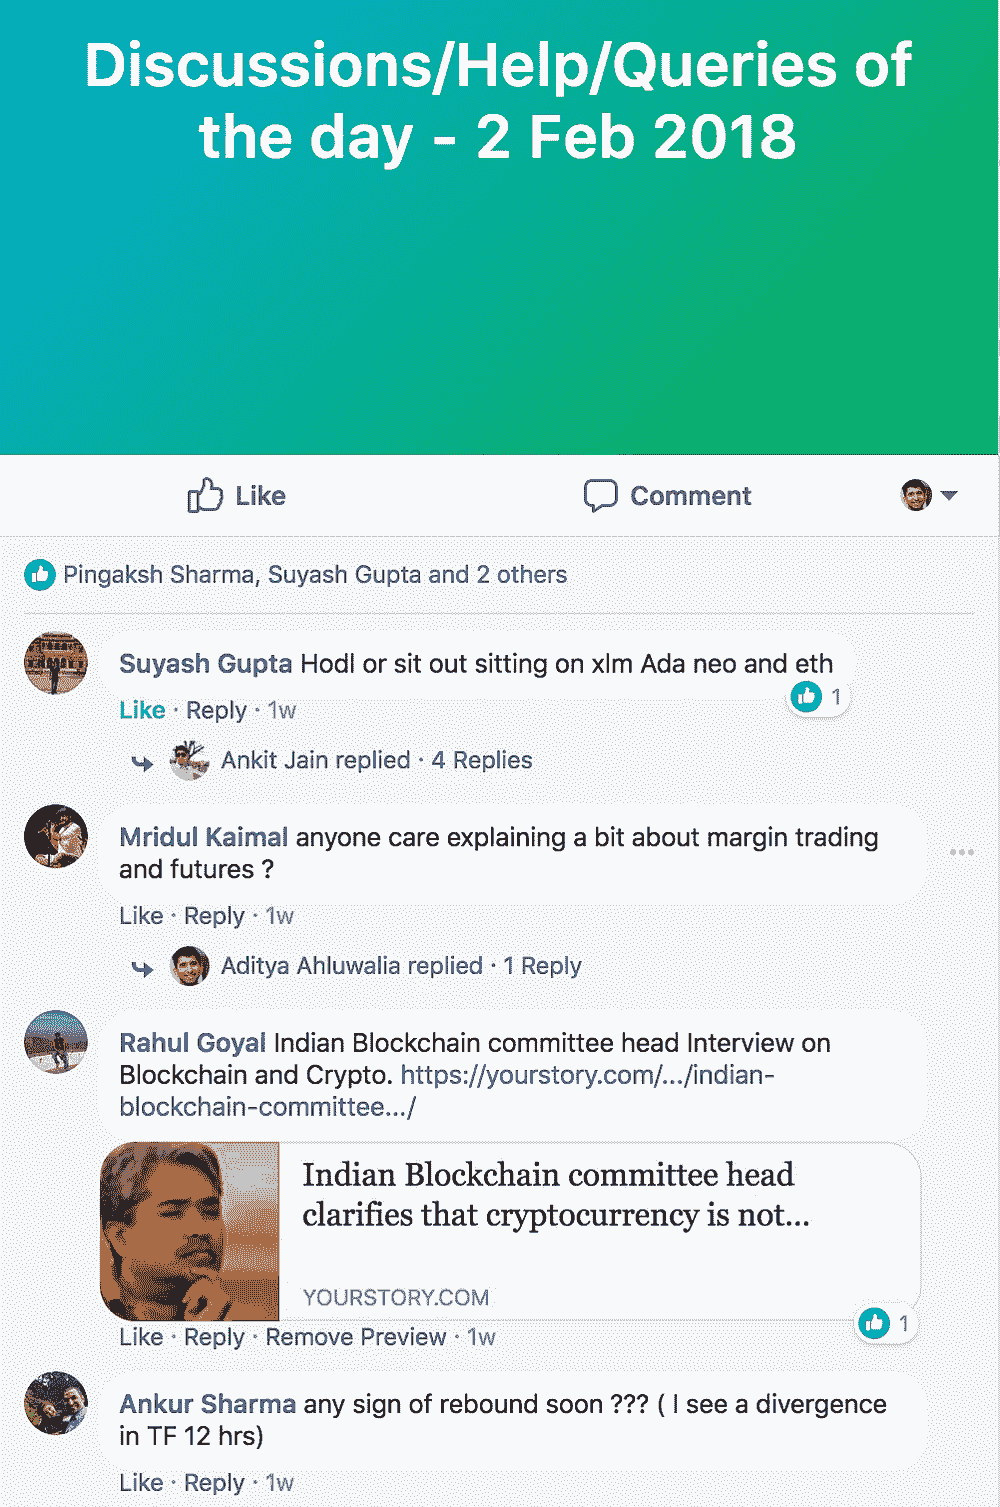 Discussions/Help/Queries of
the day - 2 Feb 2018
Like
Comment
Pingaksh Sharma, Suyash Gupta and 2 others
Suyash Gupta Hodl or sit out sitting on xlm Ada neo and eth
1
Like · Reply · 1w
Ankit Jain replied · 4 Replies
Mridul Kaimal anyone care explaining a bit about margin trading
and futures ?
Like · Reply · 1w
Aditya Ahluwalia replied · 1 Reply
Rahul Goyal Indian Blockchain committee head Interview on
Blockchain and Crypto. https://yourstory.com/.../indian-
blockchain-committee.../
Indian Blockchain committee head
clarifies that cryptocurrency is not...
YOURSTORY.COM
1
Like · Reply · Remove Preview · 1w
Ankur Sharma any sign of rebound soon ??? ( I see a divergence
in TF 12 hrs)
Like · Reply · 1w